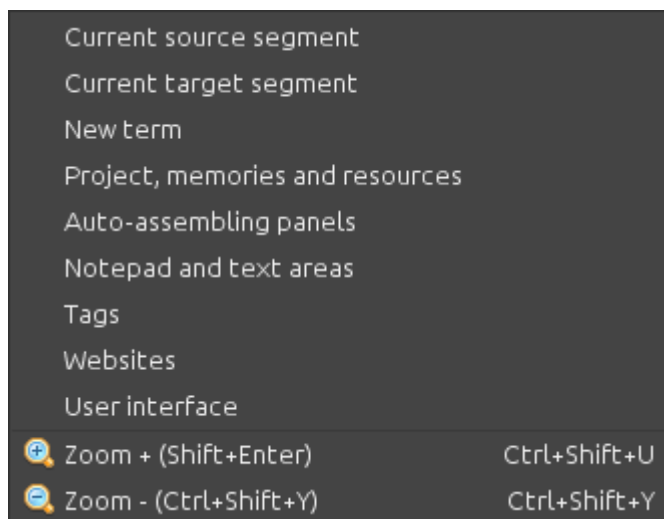 Current source segment
Current target segment
New term
Project, memories and resources
Auto-assembling panels
Notepad and text areas
Tags
Websites
User interface
Zoom + (Shift+Enter) Ctrl+Shift+U
Zoom - (Ctrl+Shift+Y) Ctrl+Shift+Y